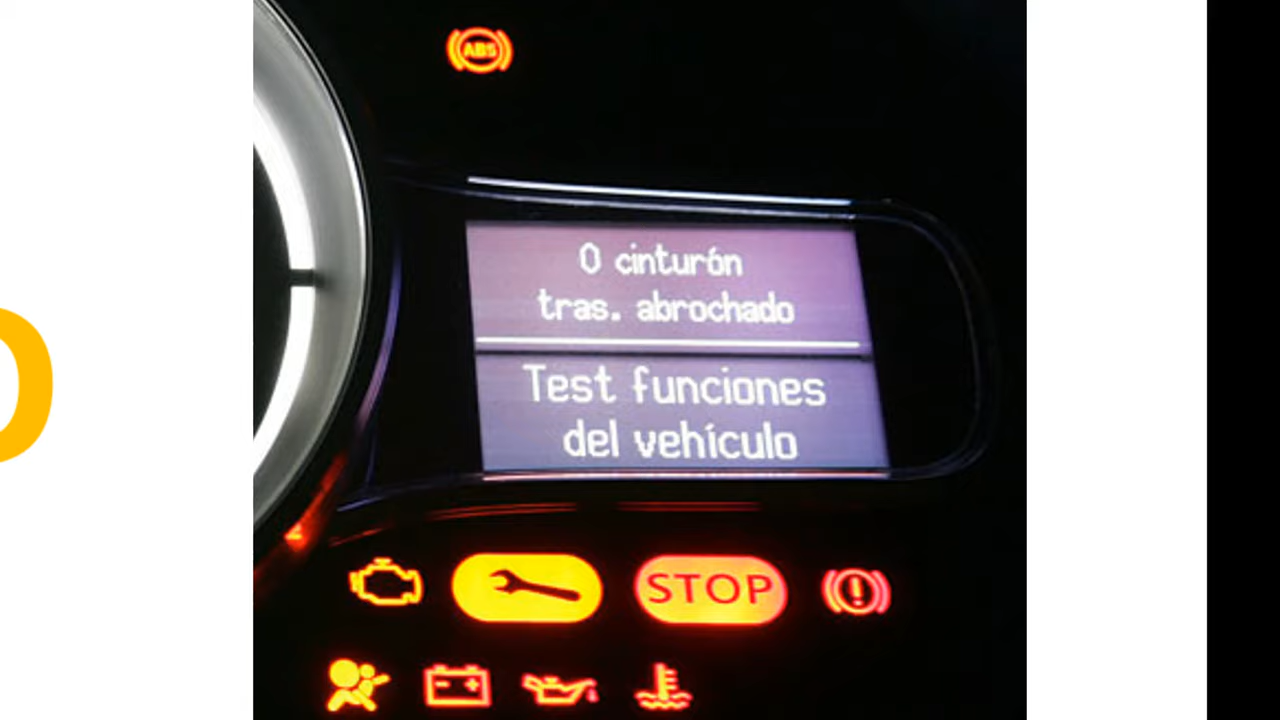 ABS
0 cinturón
tras. abrochado
Test funciones
del vehículo
STOP